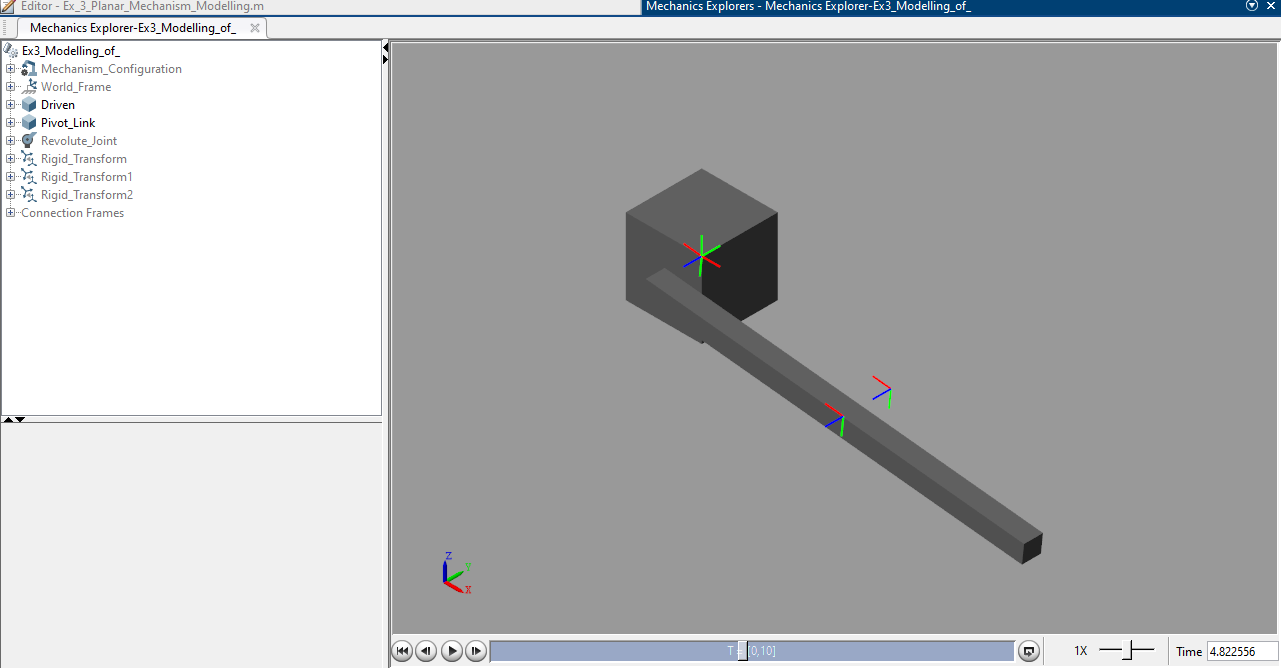 Editor - Ex_3_Planar_Mechanism_Modelling.m
Mechanics Explorers - Mechanics Explorer-Ex3_Modelling_of_
Mechanics Explorer-Ex3_Modelling_of_
Ex3_Modelling_of_
Mechanism_Configuration
World_Frame
Driven
Pivot_Link
Revolute_Joint
Rigid_Transform
Rigid_Transform1
Rigid_Transform2
Connection Frames
Z
Y
X
T = [0,10]
1X
Time 4.822556